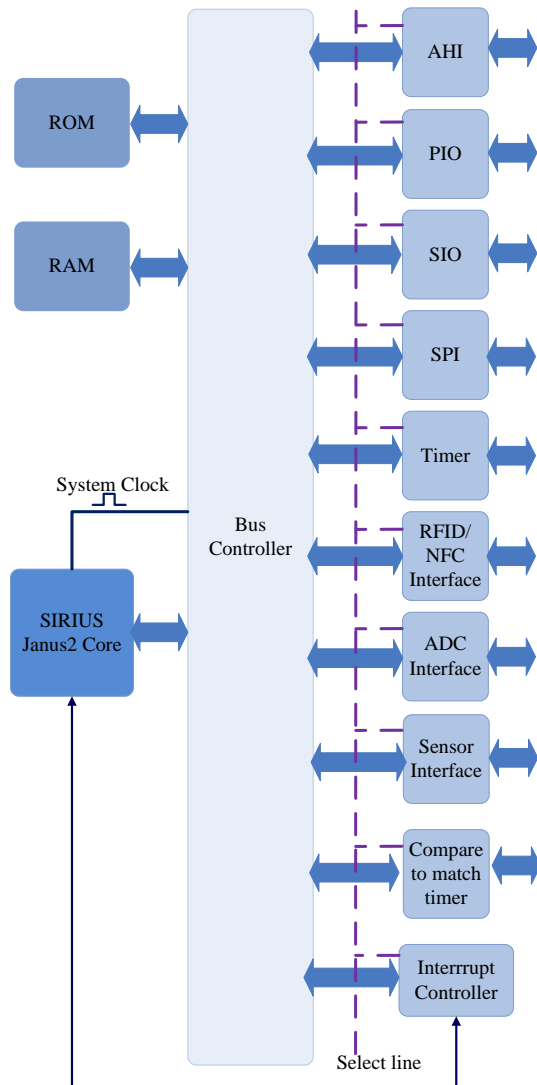 ROM
RAM
System Clock
SIRIUS
Janus2 Core
Bus
Controller
AHI
PIO
SIO
SPI
Timer
RFID/
NFC
Interface
ADC
Interface
Sensor
Interface
Compare
to match
timer
Interrrupt
Controller
Select line